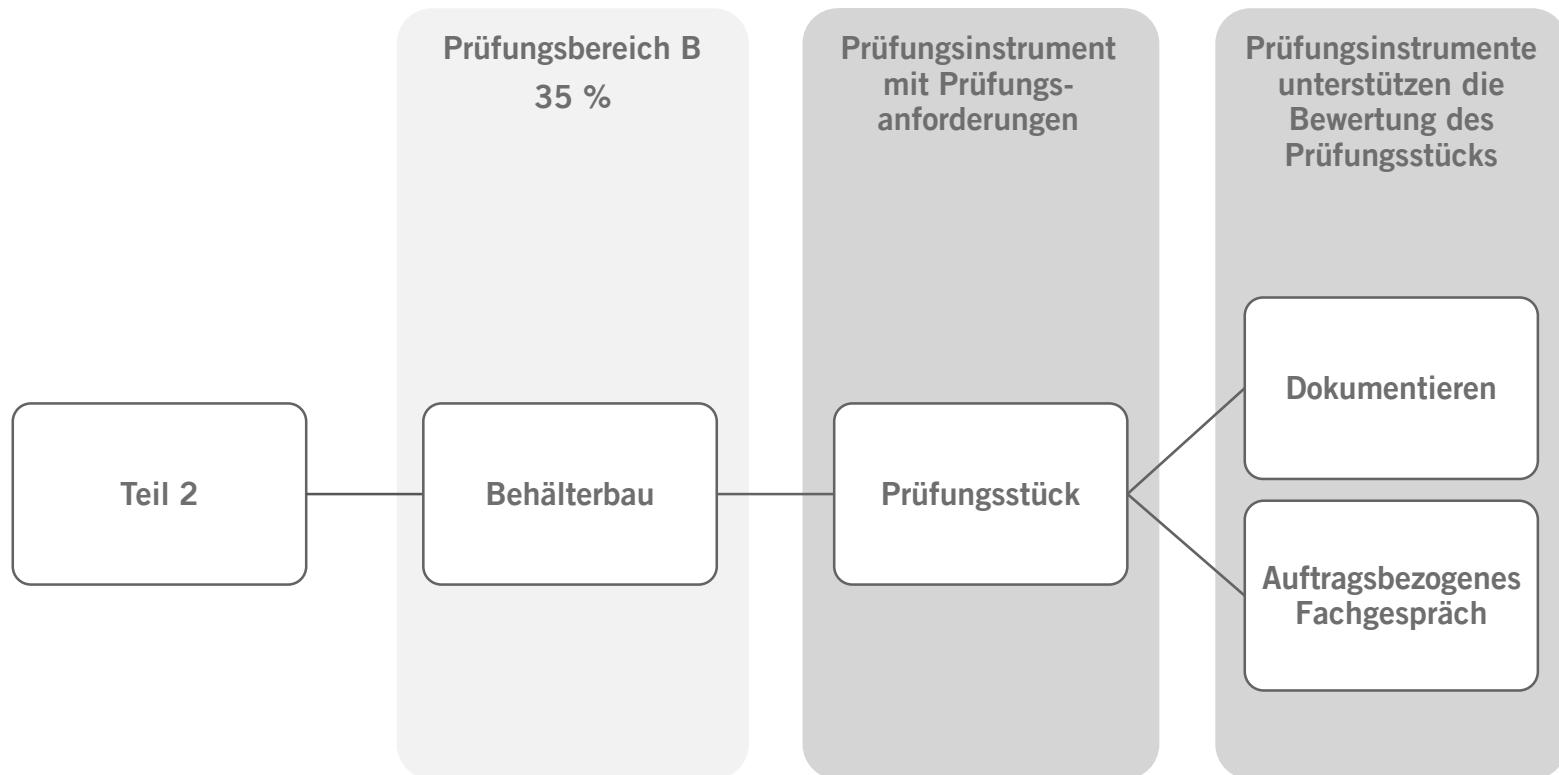 Prüfungsbereich B
35 %
Prüfungsinstrument
mit Prüfungs-
anforderungen
Prüfungsinstrumente
unterstützen die
Bewertung des
Prüfungsstücks
Teil 2
Behälterbau
Prüfungsstück
Dokumentieren
Auftragsbezogenes
Fachgespräch